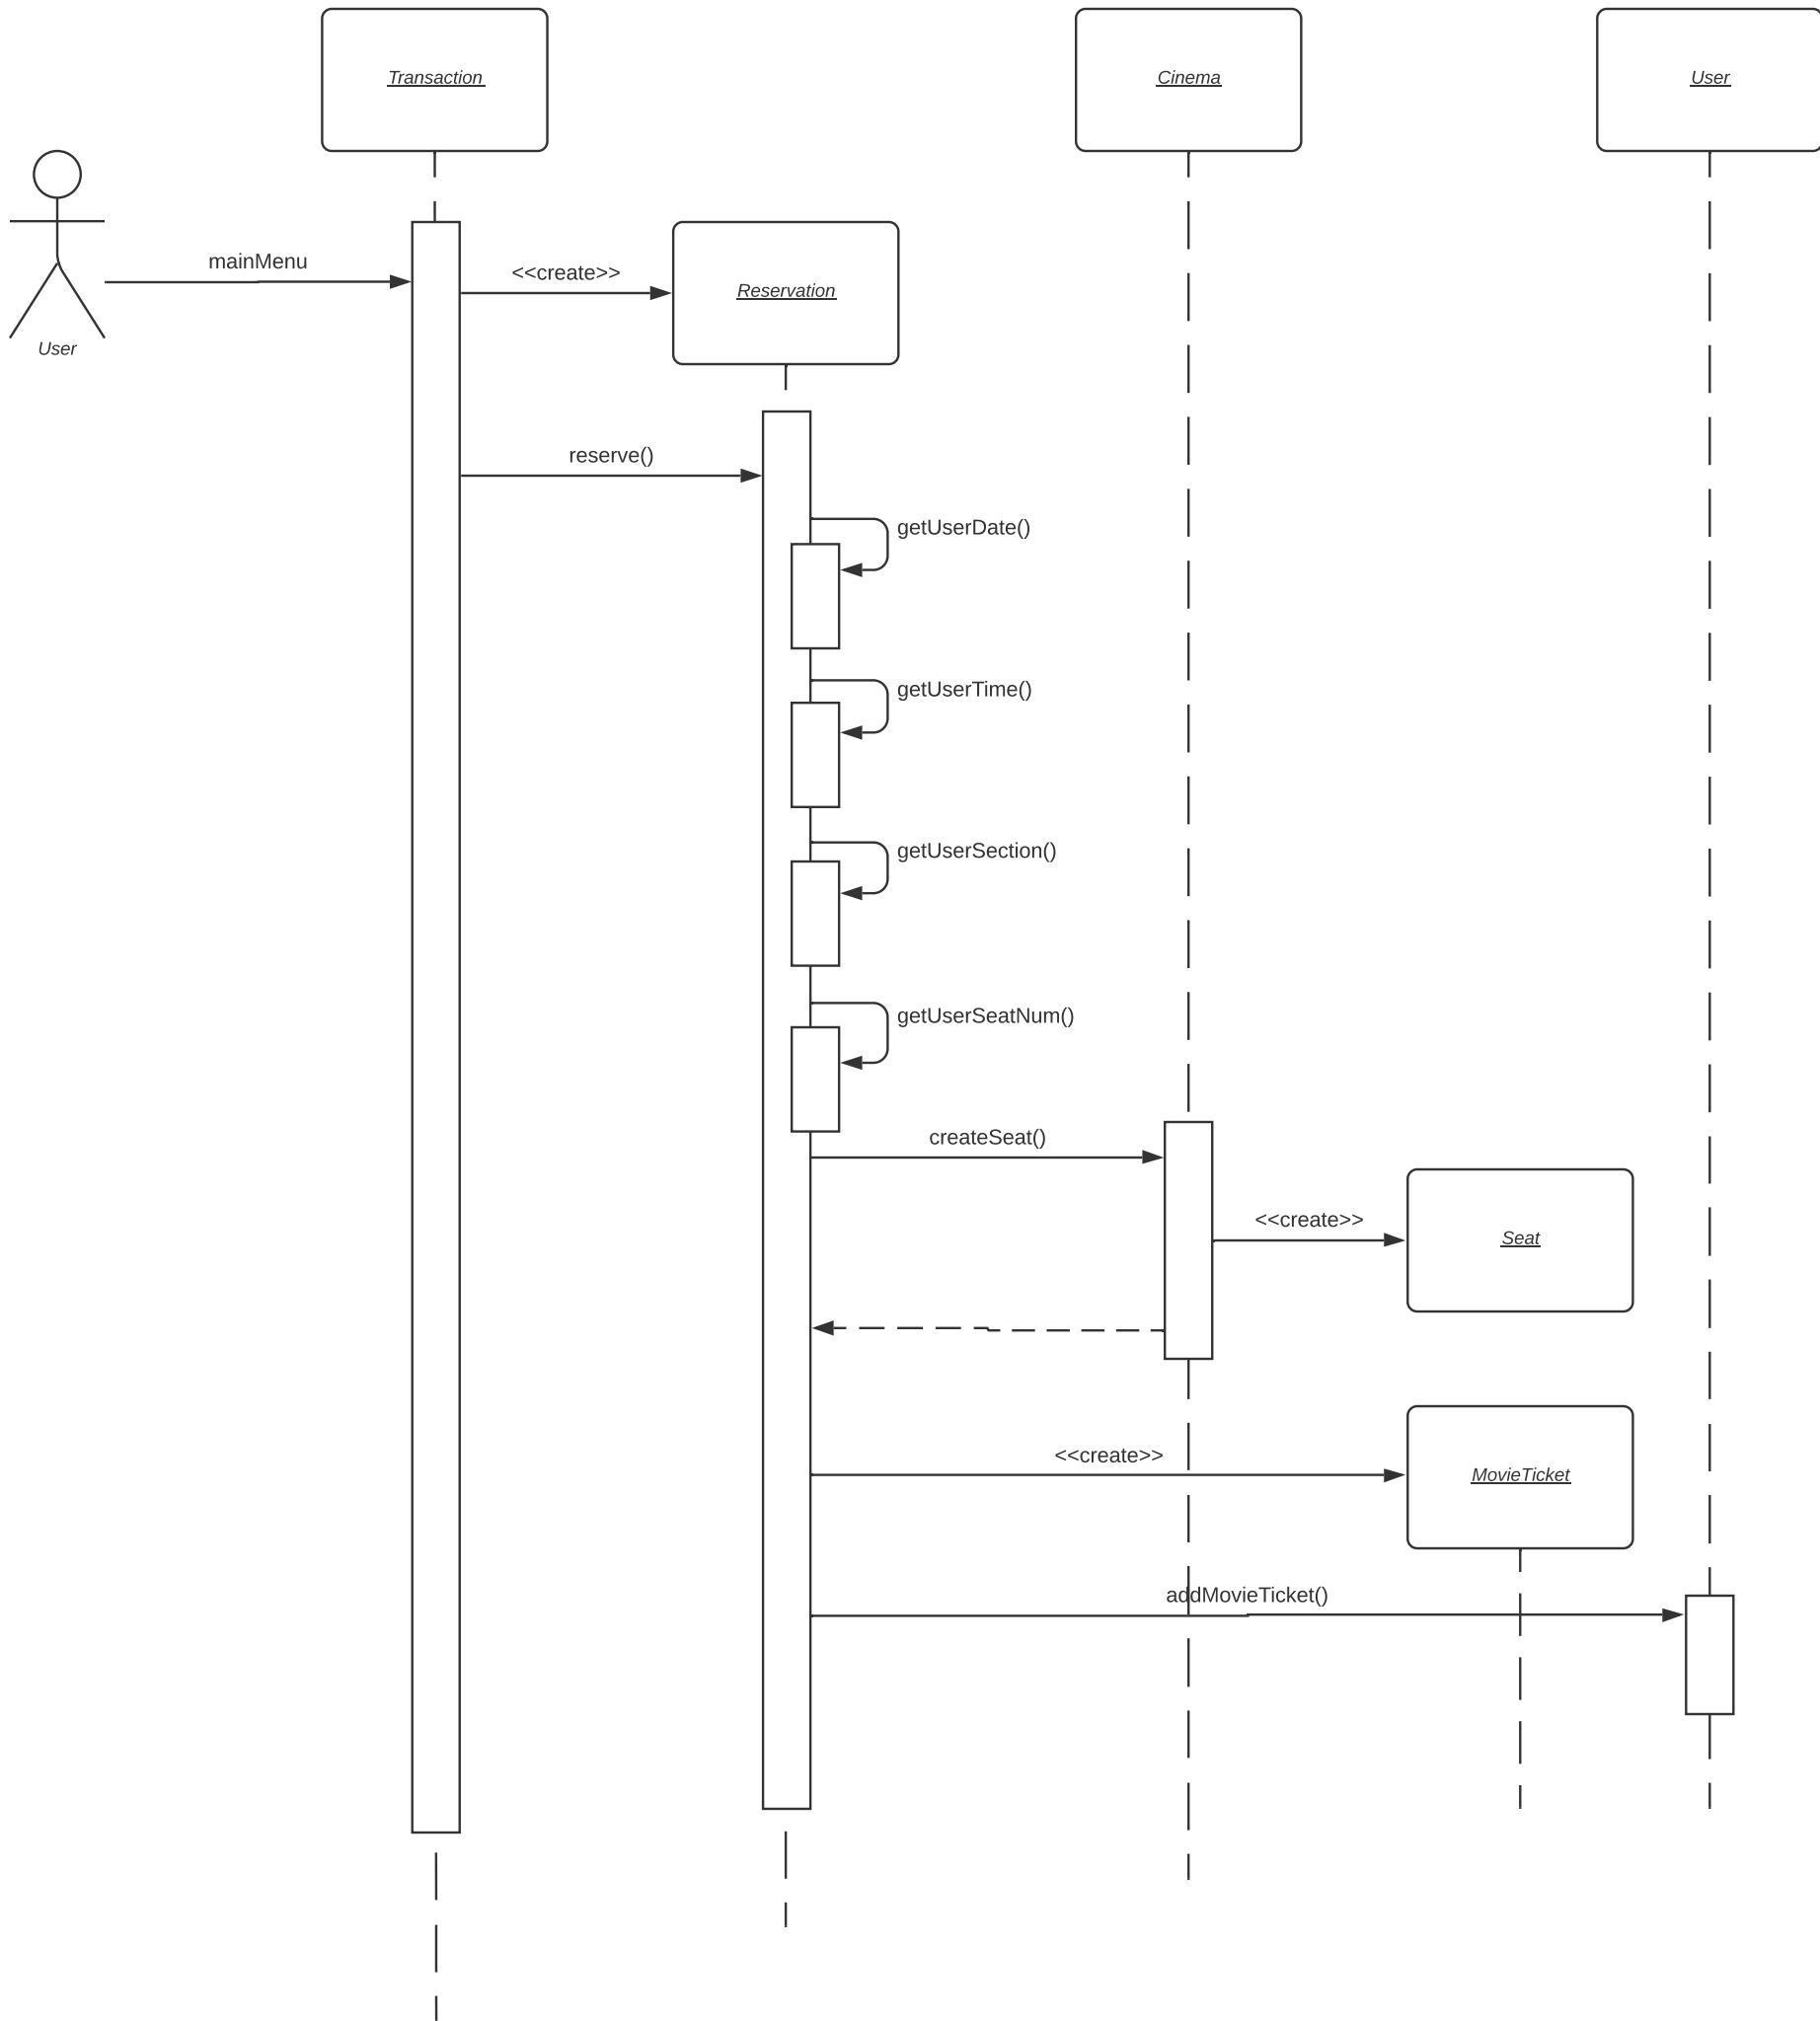 Transaction
Cinema
User
mainMenu
<<create>>
Reservation
User
reserve()
getUserDate()
getUserTime()
getUserSection()
getUserSeatNum()
createSeat()
<<create>>
Seat
<<create>>
MovieTicket
addMovieTicket()